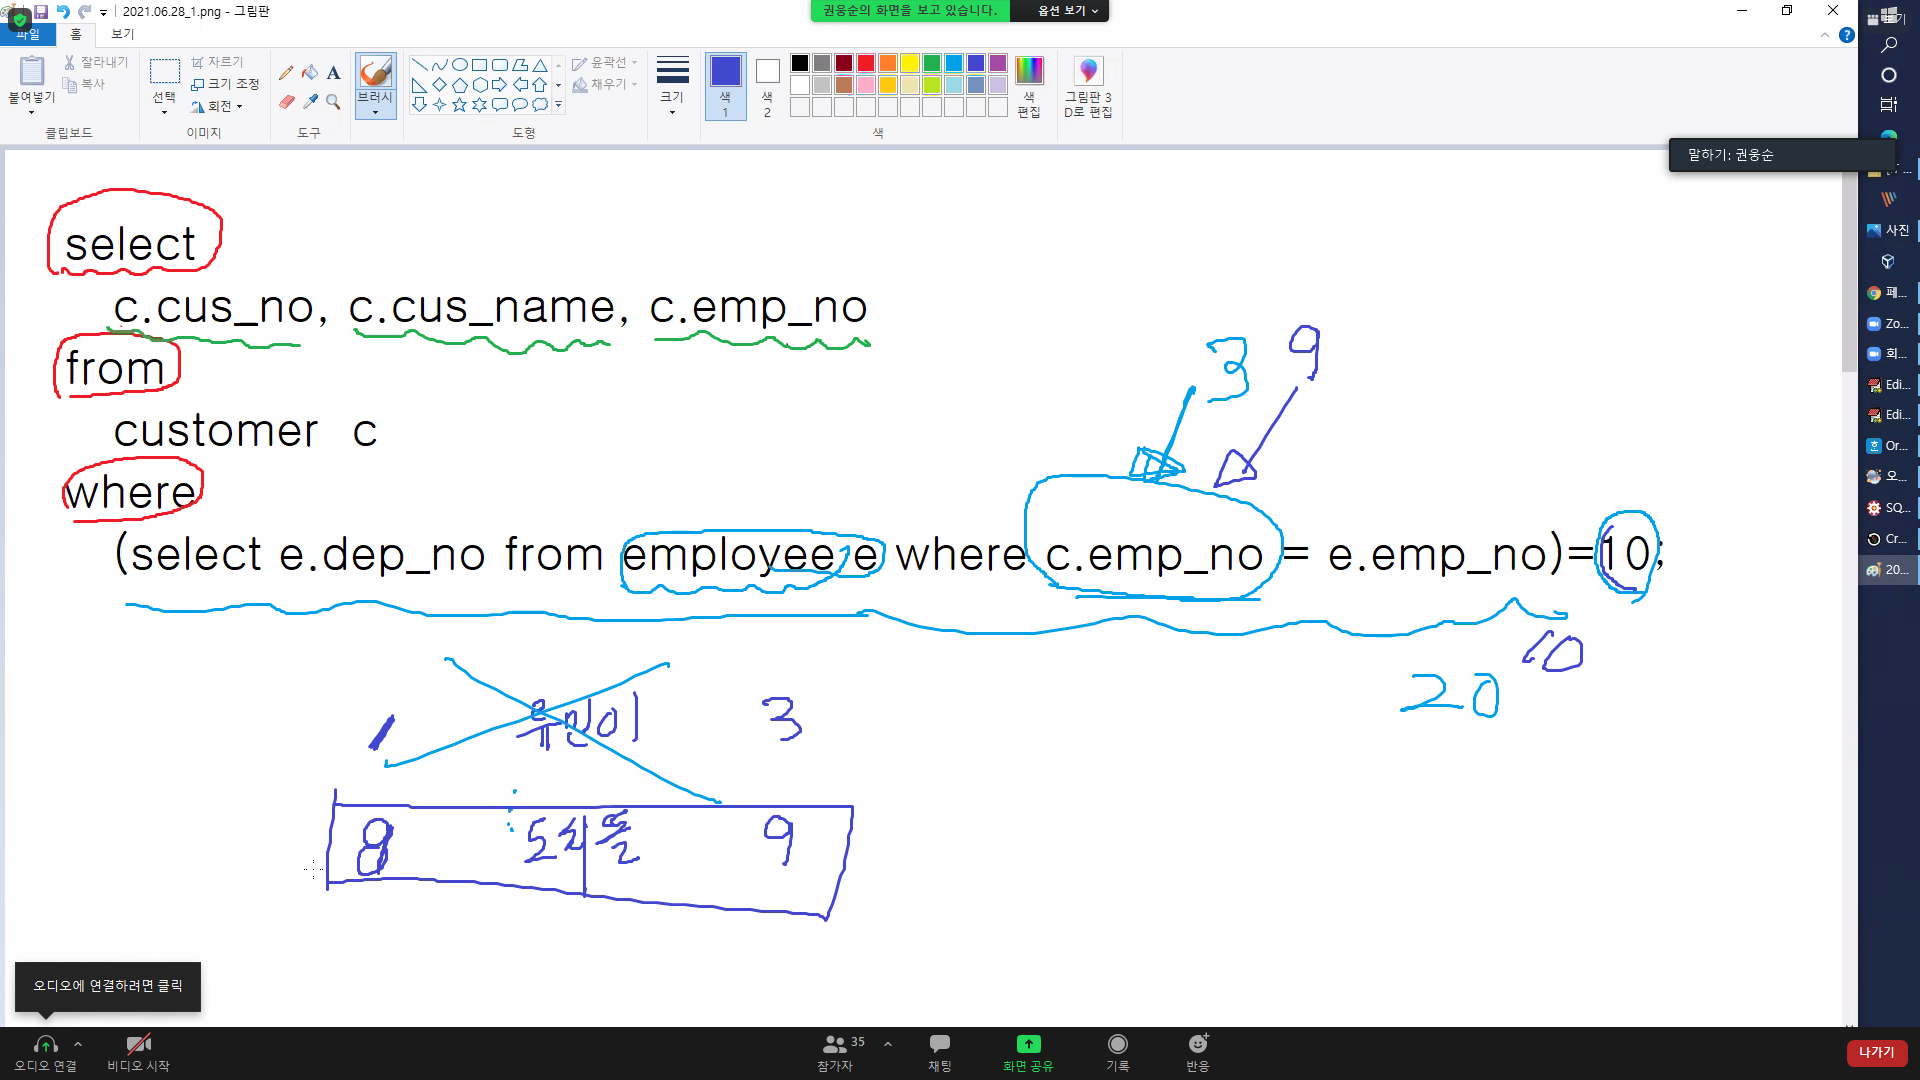 2021.06.28_1.png - 그림판
권웅순의 화면을 보고 있습니다.
옵션 보기
파일
홈
보기
붙여넣기
잘라내기
복사
클립보드
선택
자르기
크기 조정
회전
이미지
A
도구
브러시
윤곽선
채우기
도형
크기
색
1
색
2
색
편집
색
그림판 3
D로 편집
말하기: 권웅순
select
c.cus_no, c.cus_name, c.emp_no
from
customer c
where
(select e.dep_no from employee e where c.emp_no = e.emp_no)=10;
3
9
10
20
1
3
8
9
사진
페...
Zo...
회...
Edi...
Edi...
Or...
오...
SQ...
Cr...
20...
오디오에 연결하려면 클릭
오디오 연결
비디오 시작
35
참가자
채팅
화면 공유
기록
반응
나가기